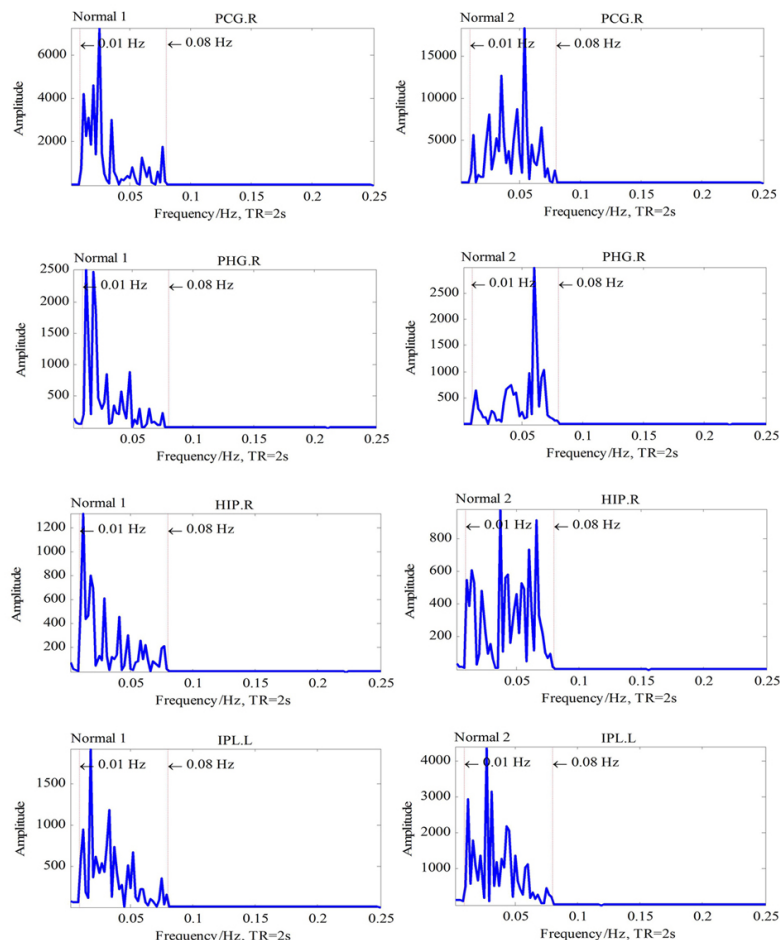 Normal 1 PCG.R
← 0.01 Hz ← 0.08 Hz
6000
4000
2000
Amplitude
0.05 0.1 0.15 0.2 0.25
Frequency/Hz, TR=2s
Normal 2 PCG.R
← 0.01 Hz ← 0.08 Hz
15000
10000
5000
Amplitude
0.05 0.1 0.15 0.2 0.25
Frequency/Hz, TR=2s
Normal 1 PHG.R
← 0.01 Hz ← 0.08 Hz
2500
2000
1500
1000
500
Amplitude
0.05 0.1 0.15 0.2 0.25
Frequency/Hz, TR=2s
Normal 2 PHG.R
← 0.01 Hz ← 0.08 Hz
2500
2000
1500
1000
500
Amplitude
0.05 0.1 0.15 0.2 0.25
Frequency/Hz, TR=2s
Normal 1 HIP.R
← 0.01 Hz ← 0.08 Hz
1200
1000
800
600
400
200
Amplitude
0.05 0.1 0.15 0.2 0.25
Frequency/Hz, TR=2s
Normal 2 HIP.R
← 0.01 Hz ← 0.08 Hz
800
600
400
200
Amplitude
0.05 0.1 0.15 0.2 0.25
Frequency/Hz, TR=2s
Normal 1 IPL.L
← 0.01 Hz ← 0.08 Hz
1500
1000
500
Amplitude
0.05 0.1 0.15 0.2 0.25
Frequency/Hz, TR=2s
Normal 2 IPL.L
← 0.01 Hz ← 0.08 Hz
4000
3000
2000
1000
Amplitude
0.05 0.1 0.15 0.2 0.25
Frequency/Hz, TR=2s